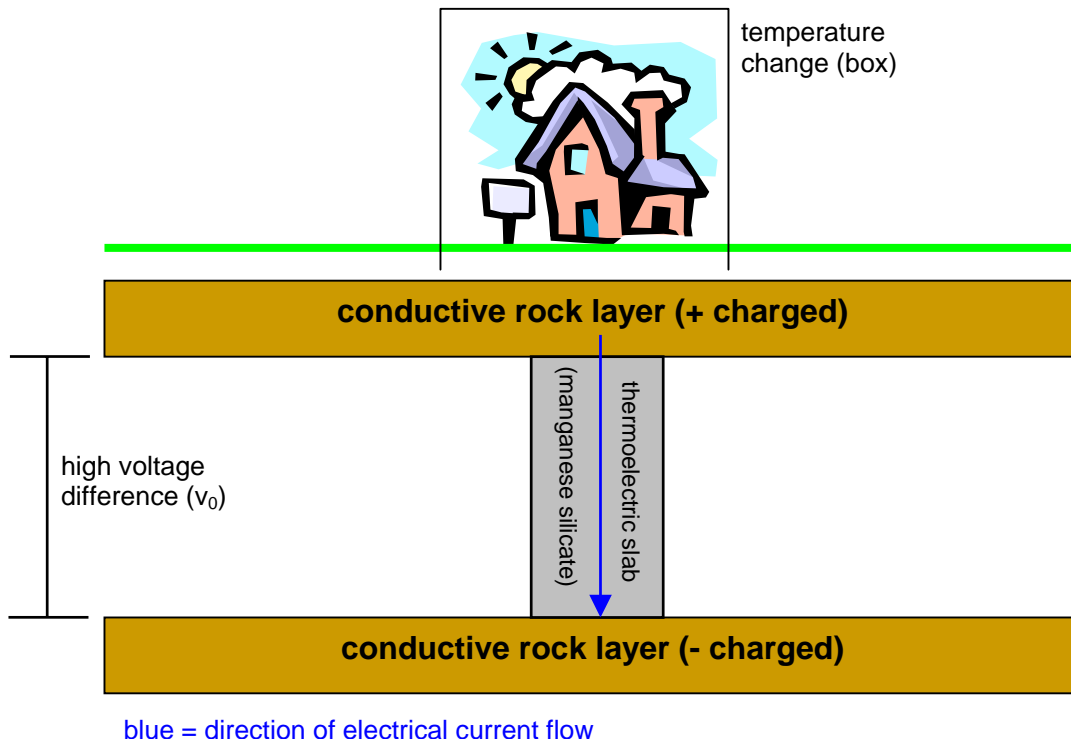 temperature
change (box)
conductive rock layer (+ charged)
high voltage
difference (v₀)
thermoelectric slab
(manganese silicate)
conductive rock layer (- charged)
blue = direction of electrical current flow